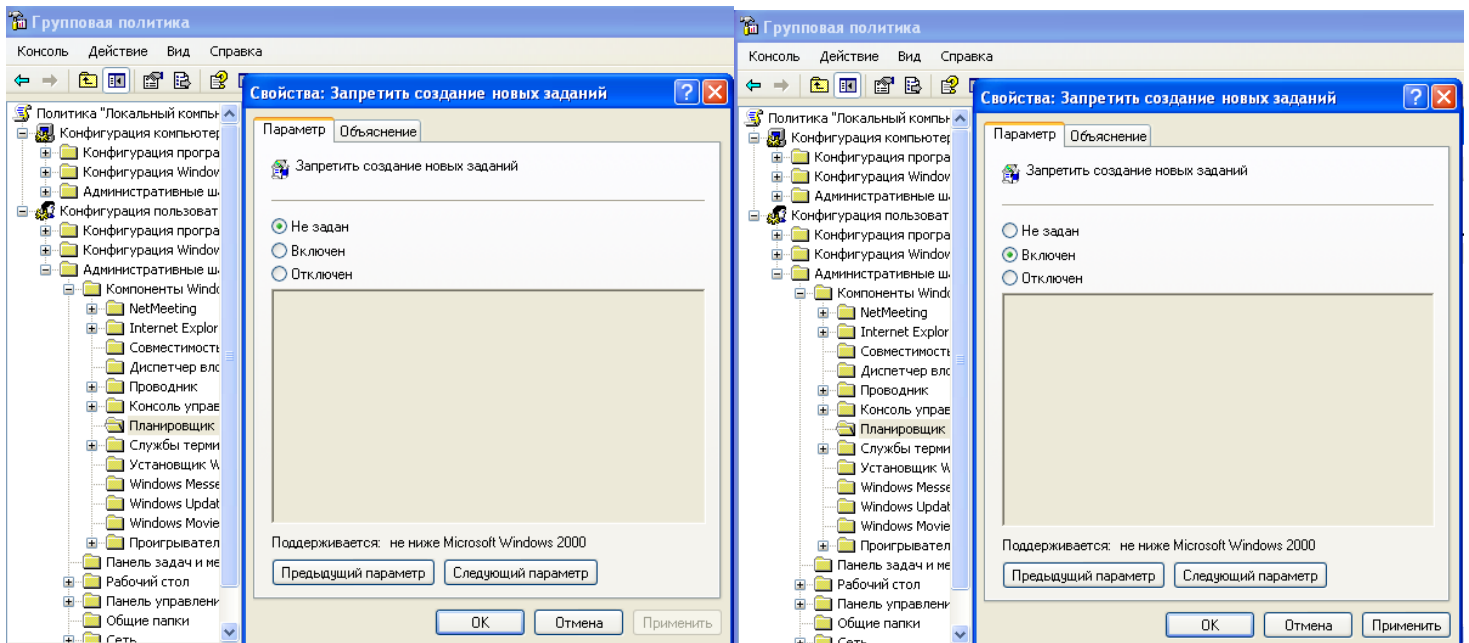 Групповая политика
Консоль Действие Вид Справка
Свойства: Запретить создание новых заданий
Политика "Локальный компьк
Конфигурация компьютер
Конфигурация програ
Конфигурация Window
Административные ш
Конфигурация пользоват
Конфигурация програ
Конфигурация Window
Административные ш
Компоненты Windo
NetMeeting
Internet Explor
Совместимость
Диспетчер вло
Проводник
Консоль управ
Планировщик
Службы терми
Установщик W
Windows Messe
Windows Updat
Windows Movie
Проигрывател
Панель задач и ме
Рабочий стол
Панель управлени
Общие папки
Сеть
Параметр Объяснение
Запретить создание новых заданий
Не задан
Включен
Отключен
Поддерживается: не ниже Microsoft Windows 2000
Предыдущий параметр Следующий параметр
OK Отмена Применить
Групповая политика
Консоль Действие Вид Справка
Свойства: Запретить создание новых заданий
Политика "Локальный компьк
Конфигурация компьютер
Конфигурация програ
Конфигурация Window
Административные ш
Конфигурация пользоват
Конфигурация програ
Конфигурация Window
Административные ш
Компоненты Windo
NetMeeting
Internet Explor
Совместимость
Диспетчер вло
Проводник
Консоль управ
Планировщик
Службы терми
Установщик W
Windows Messe
Windows Updat
Windows Movie
Проигрывател
Панель задач и ме
Рабочий стол
Панель управлени
Общие папки
Сеть
Параметр Объяснение
Запретить создание новых заданий
Не задан
Включен
Отключен
Поддерживается: не ниже Microsoft Windows 2000
Предыдущий параметр Следующий параметр
OK Отмена Применить